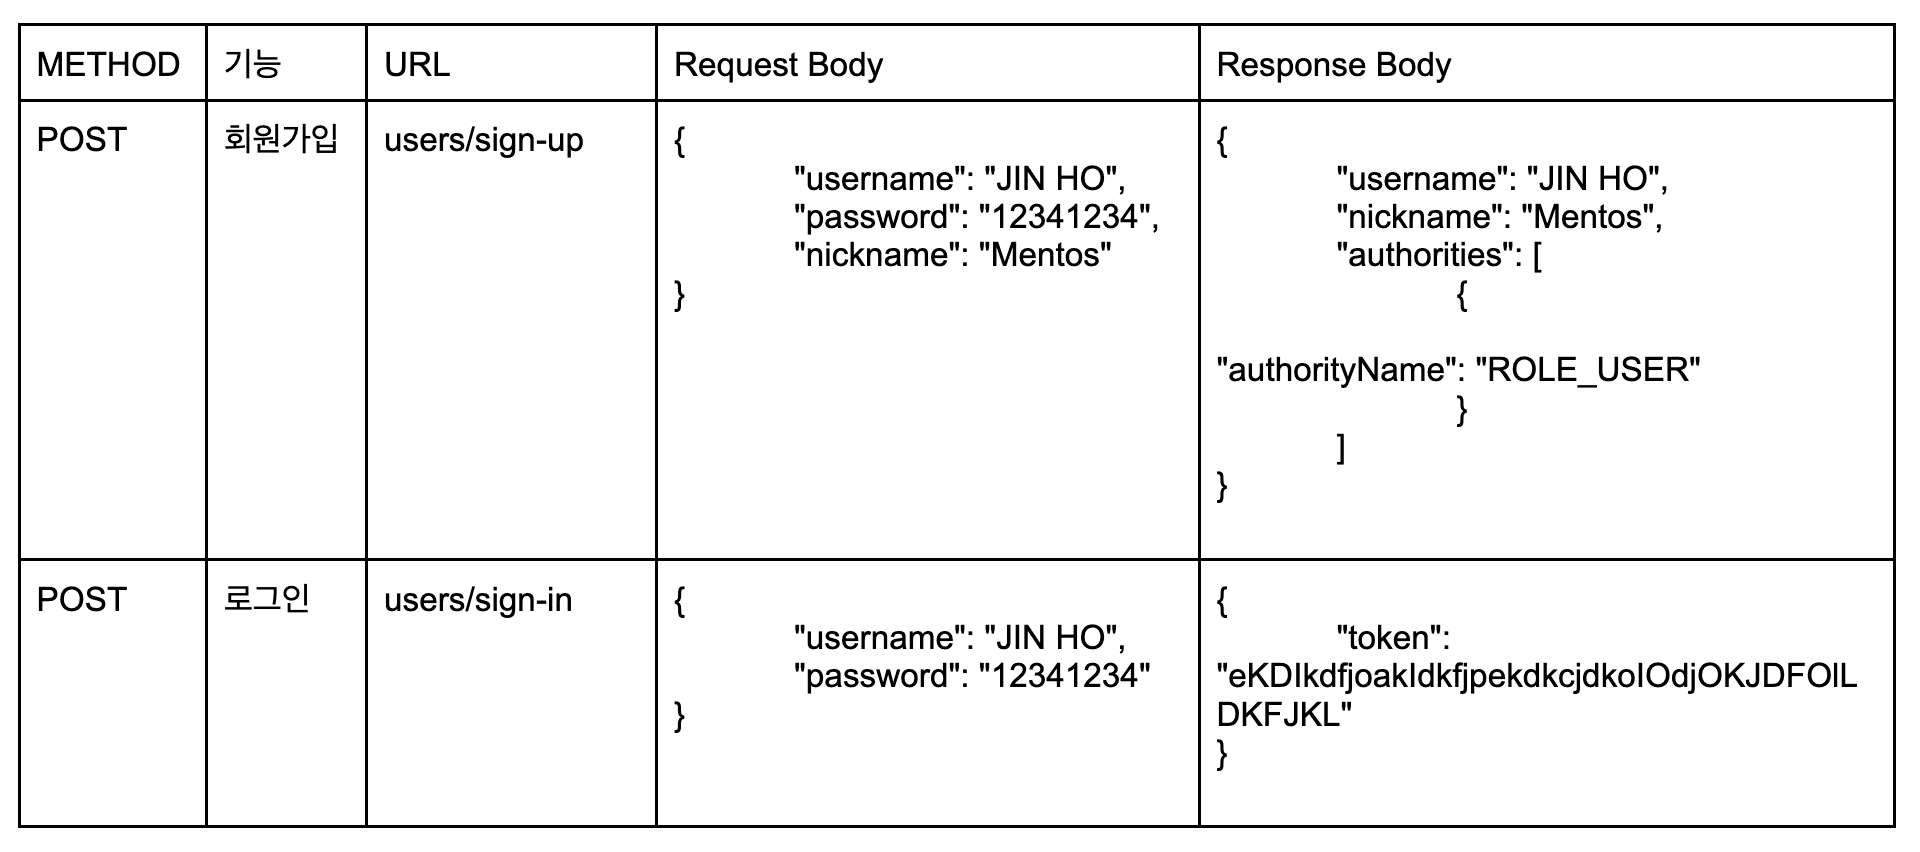 METHOD 기능 URL Request Body Response Body
POST 회원가입 users/sign-up
{
"username": "JIN HO",
"password": "12341234",
"nickname": "Mentos"
}
{
"username": "JIN HO",
"nickname": "Mentos",
"authorities": [
{
"authorityName": "ROLE_USER"
}
]
}
POST 로그인 users/sign-in
{
"username": "JIN HO",
"password": "12341234"
}
{
"token":
"eKDIkdfjoakIdkfjpekdkcjdkoIOdjOKJDFOIL
DKFJKL"
}